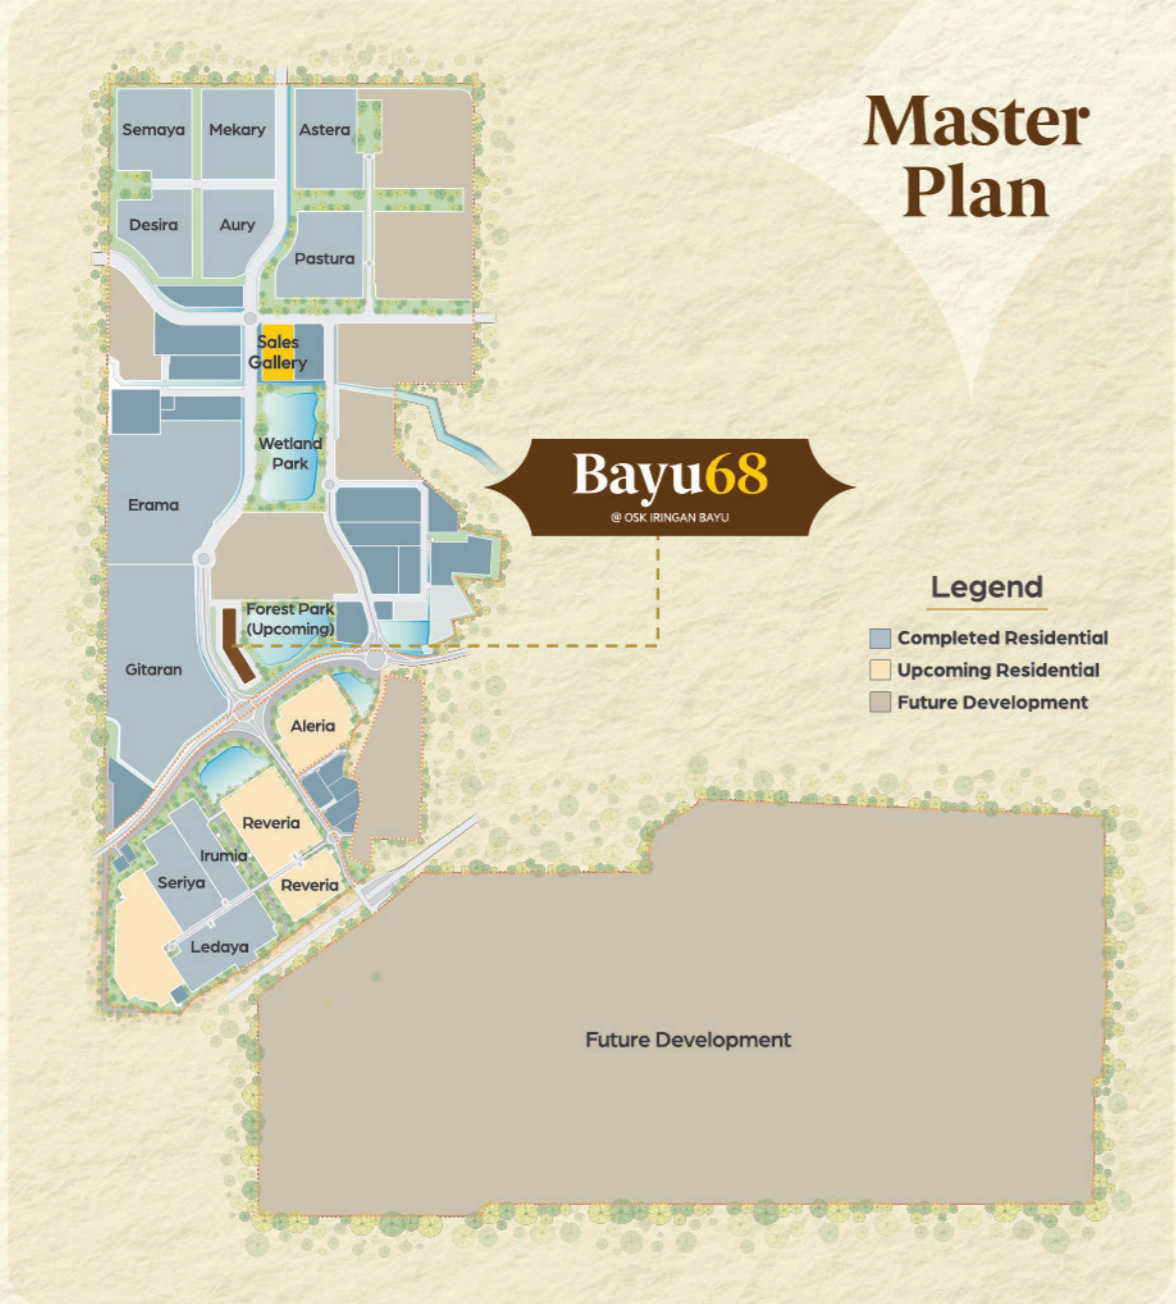 Master
Plan
Semaya
Mekary
Astera
Desira
Aury
Pastura
Sales
Gallery
Wetland
Park
Bayu68
@ OSK IRINGAN BAYU
Erama
Legend
Completed Residential
Upcoming Residential
Future Development
Forest Park
(Upcoming)
Gitaran
Aleria
Reveria
Irumia
Seriya
Reveria
Ledaya
Future Development